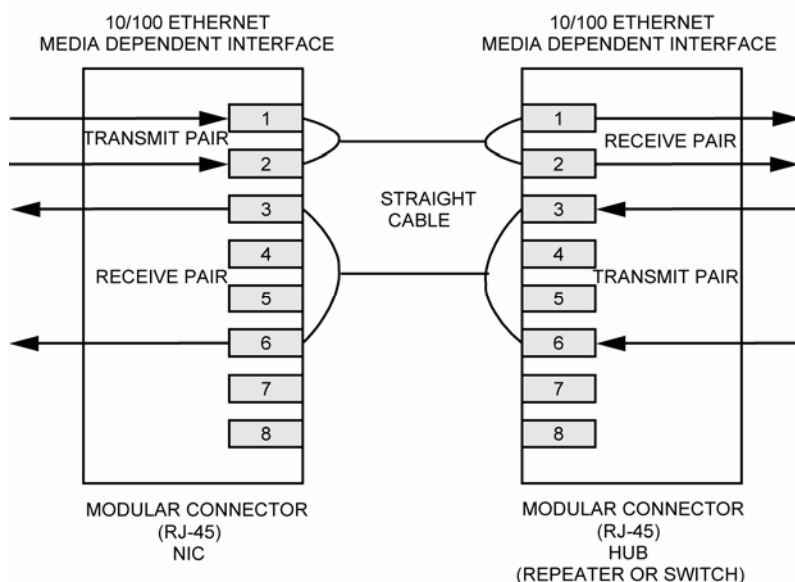 10/100 ETHERNET
MEDIA DEPENDENT INTERFACE
1
TRANSMIT PAIR
2
3
4
RECEIVE PAIR
5
6
7
8
MODULAR CONNECTOR
(RJ-45)
NIC
STRAIGHT
CABLE
10/100 ETHERNET
MEDIA DEPENDENT INTERFACE
1
RECEIVE PAIR
2
3
4
TRANSMIT PAIR
5
6
7
8
MODULAR CONNECTOR
(RJ-45)
HUB
(REPEATER OR SWITCH)